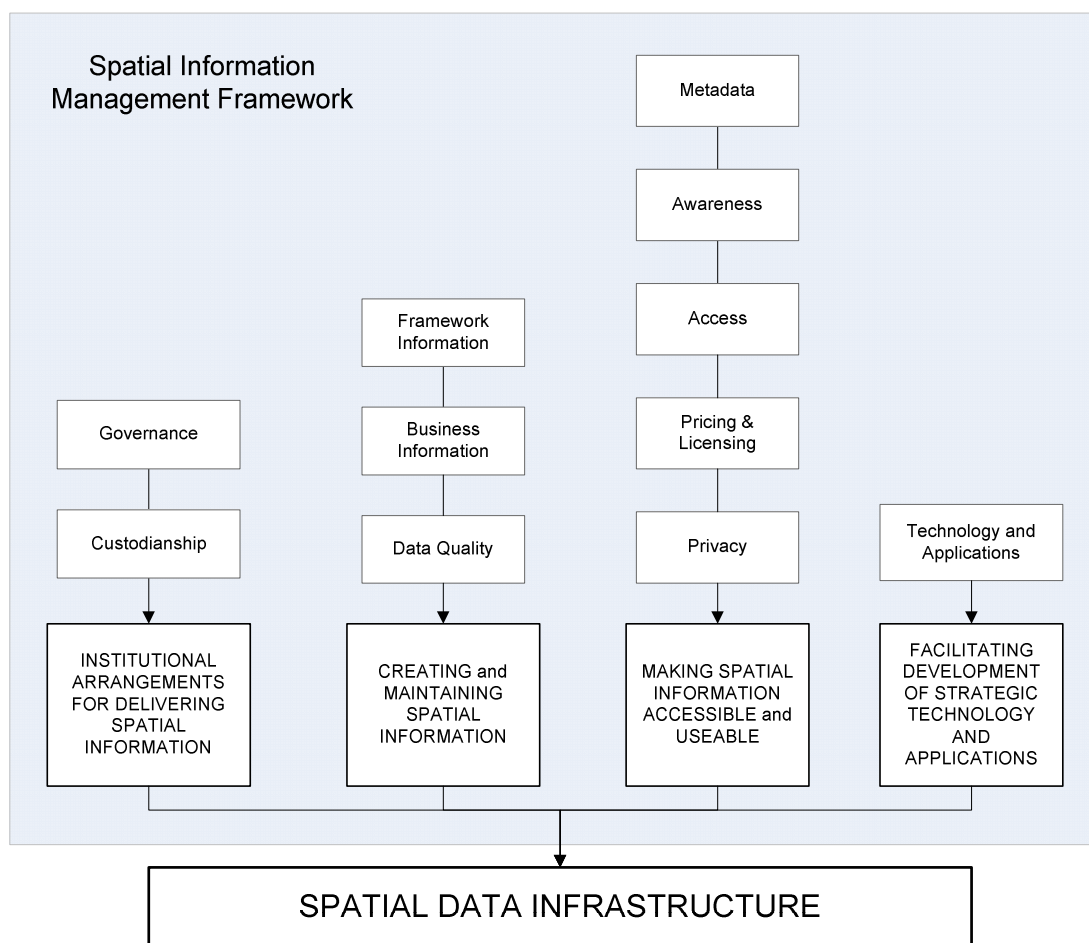 Spatial Information
Management Framework
Metadata
Awareness
Access
Pricing &
Licensing
Privacy
Framework
Information
Business
Information
Data Quality
Governance
Custodianship
Technology and
Applications
INSTITUTIONAL
ARRANGEMENTS
FOR DELIVERING
SPATIAL
INFORMATION
CREATING and
MAINTAINING
SPATIAL
INFORMATION
MAKING SPATIAL
INFORMATION
ACCESSIBLE and
USEABLE
FACILITATING
DEVELOPMENT
OF STRATEGIC
TECHNOLOGY
AND
APPLICATIONS
SPATIAL DATA INFRASTRUCTURE